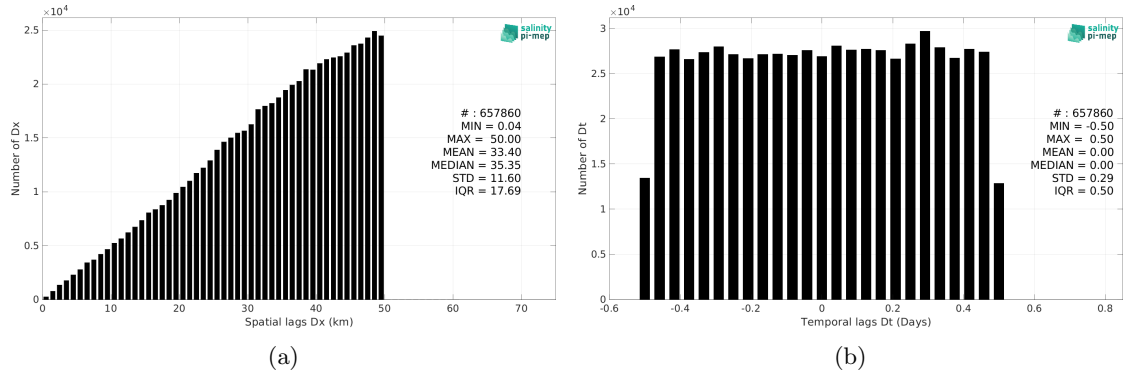 ×10⁴
salinity
pi-mep
2.5
2
1.5
1
0.5
0
Number of Dx
# : 657860
MIN = 0.04
MAX = 50.00
MEAN = 33.40
MEDIAN = 35.35
STD = 11.60
IQR = 17.69
0 10 20 30 40 50 60 70
Spatial lags Dx (km)
(a)
×10⁴
salinity
pi-mep
3
2.5
2
1.5
1
0.5
0
Number of Dt
# : 657860
MIN = -0.50
MAX = 0.50
MEAN = 0.00
MEDIAN = 0.00
STD = 0.29
IQR = 0.50
-0.6 -0.4 -0.2 0 0.2 0.4 0.6 0.8
Temporal lags Dt (Days)
(b)